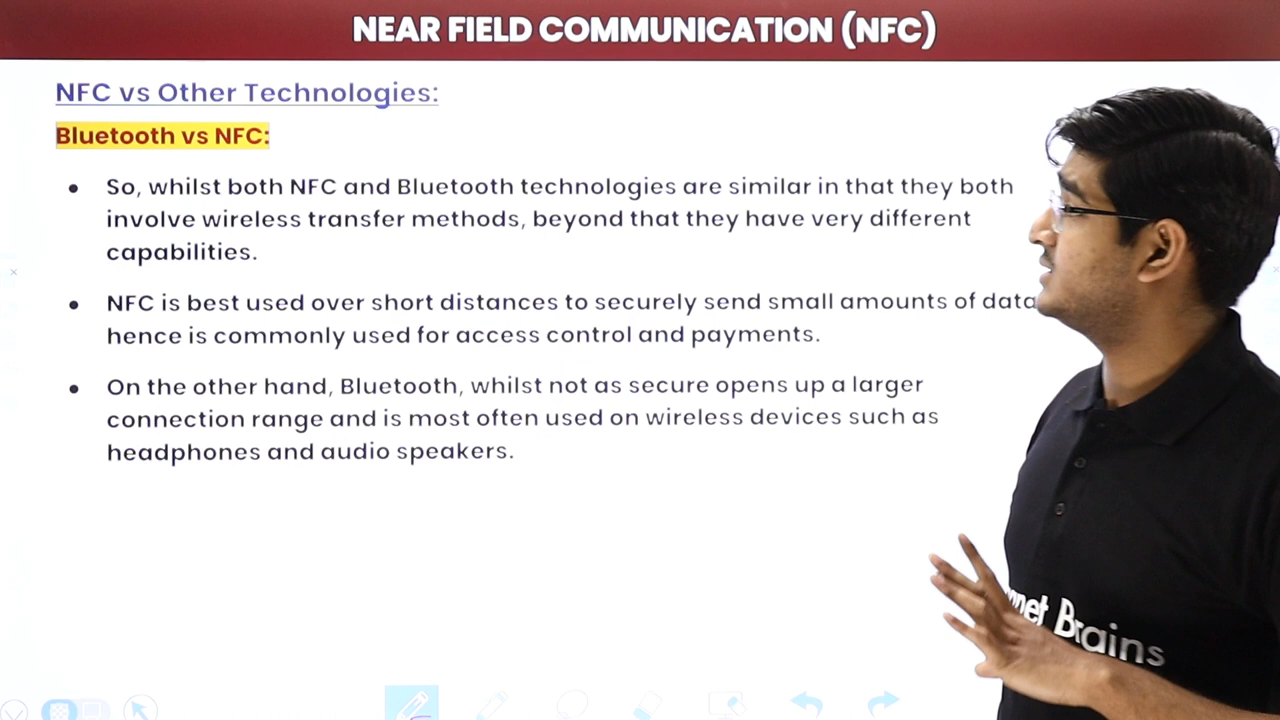 NEAR FIELD COMMUNICATION (NFC)
NFC vs Other Technologies:
Bluetooth vs NFC:
• So, whilst both NFC and Bluetooth technologies are similar in that they both
involve wireless transfer methods, beyond that they have very different
capabilities.
• NFC is best used over short distances to securely send small amounts of data
hence is commonly used for access control and payments.
• On the other hand, Bluetooth, whilst not as secure opens up a larger
connection range and is most often used on wireless devices such as
headphones and audio speakers.
Brains